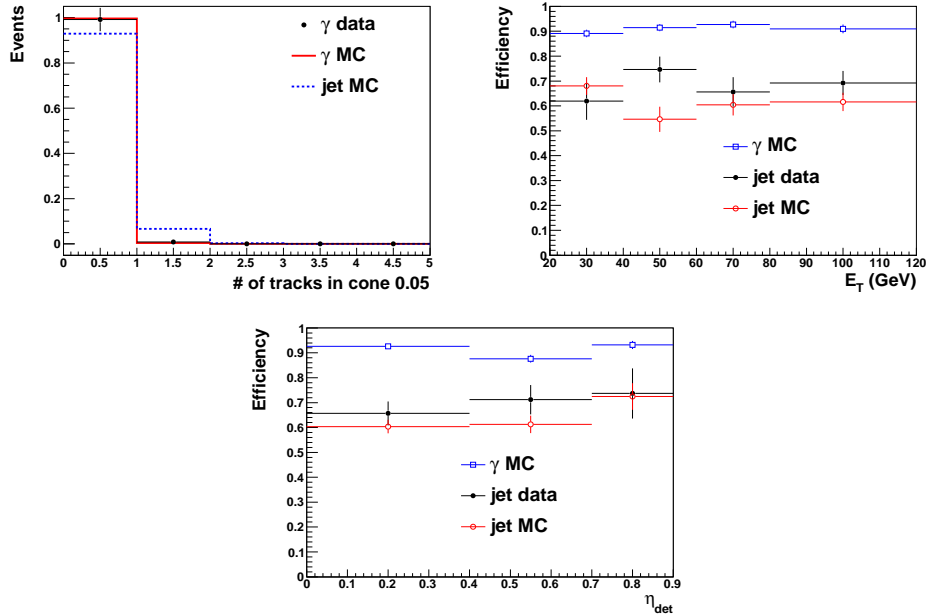 Events
1
0.8
0.6
0.4
0.2
0
0 0.5 1 1.5 2 2.5 3 3.5 4 4.5 5
# of tracks in cone 0.05
γ data
γ MC
jet MC
Efficiency
1
0.9
0.8
0.7
0.6
0.5
0.4
0.3
0.2
0.1
0
20 30 40 50 60 70 80 90 100 110 120
E_T (GeV)
γ MC
jet data
jet MC
Efficiency
1
0.9
0.8
0.7
0.6
0.5
0.4
0.3
0.2
0.1
0
0 0.1 0.2 0.3 0.4 0.5 0.6 0.7 0.8 0.9
η_det
γ MC
jet data
jet MC